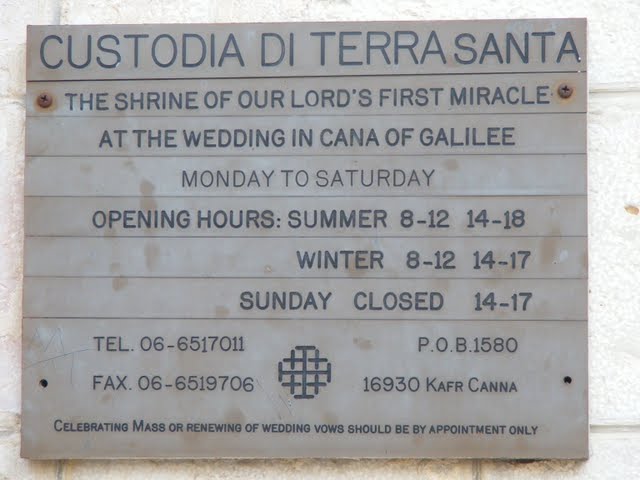 CUSTODIA DI TERRA SANTA
THE SHRINE OF OUR LORD'S FIRST MIRACLE
AT THE WEDDING IN CANA OF GALILEE
MONDAY TO SATURDAY
OPENING HOURS: SUMMER 8-12 14-18
WINTER 8-12 14-17
SUNDAY CLOSED 14-17
TEL. 06-6517011 P.O.B.1580
FAX. 06-6519706 16930 KAFR CANNA
CELEBRATING MASS OR RENEWING OF WEDDING VOWS SHOULD BE BY APPOINTMENT ONLY